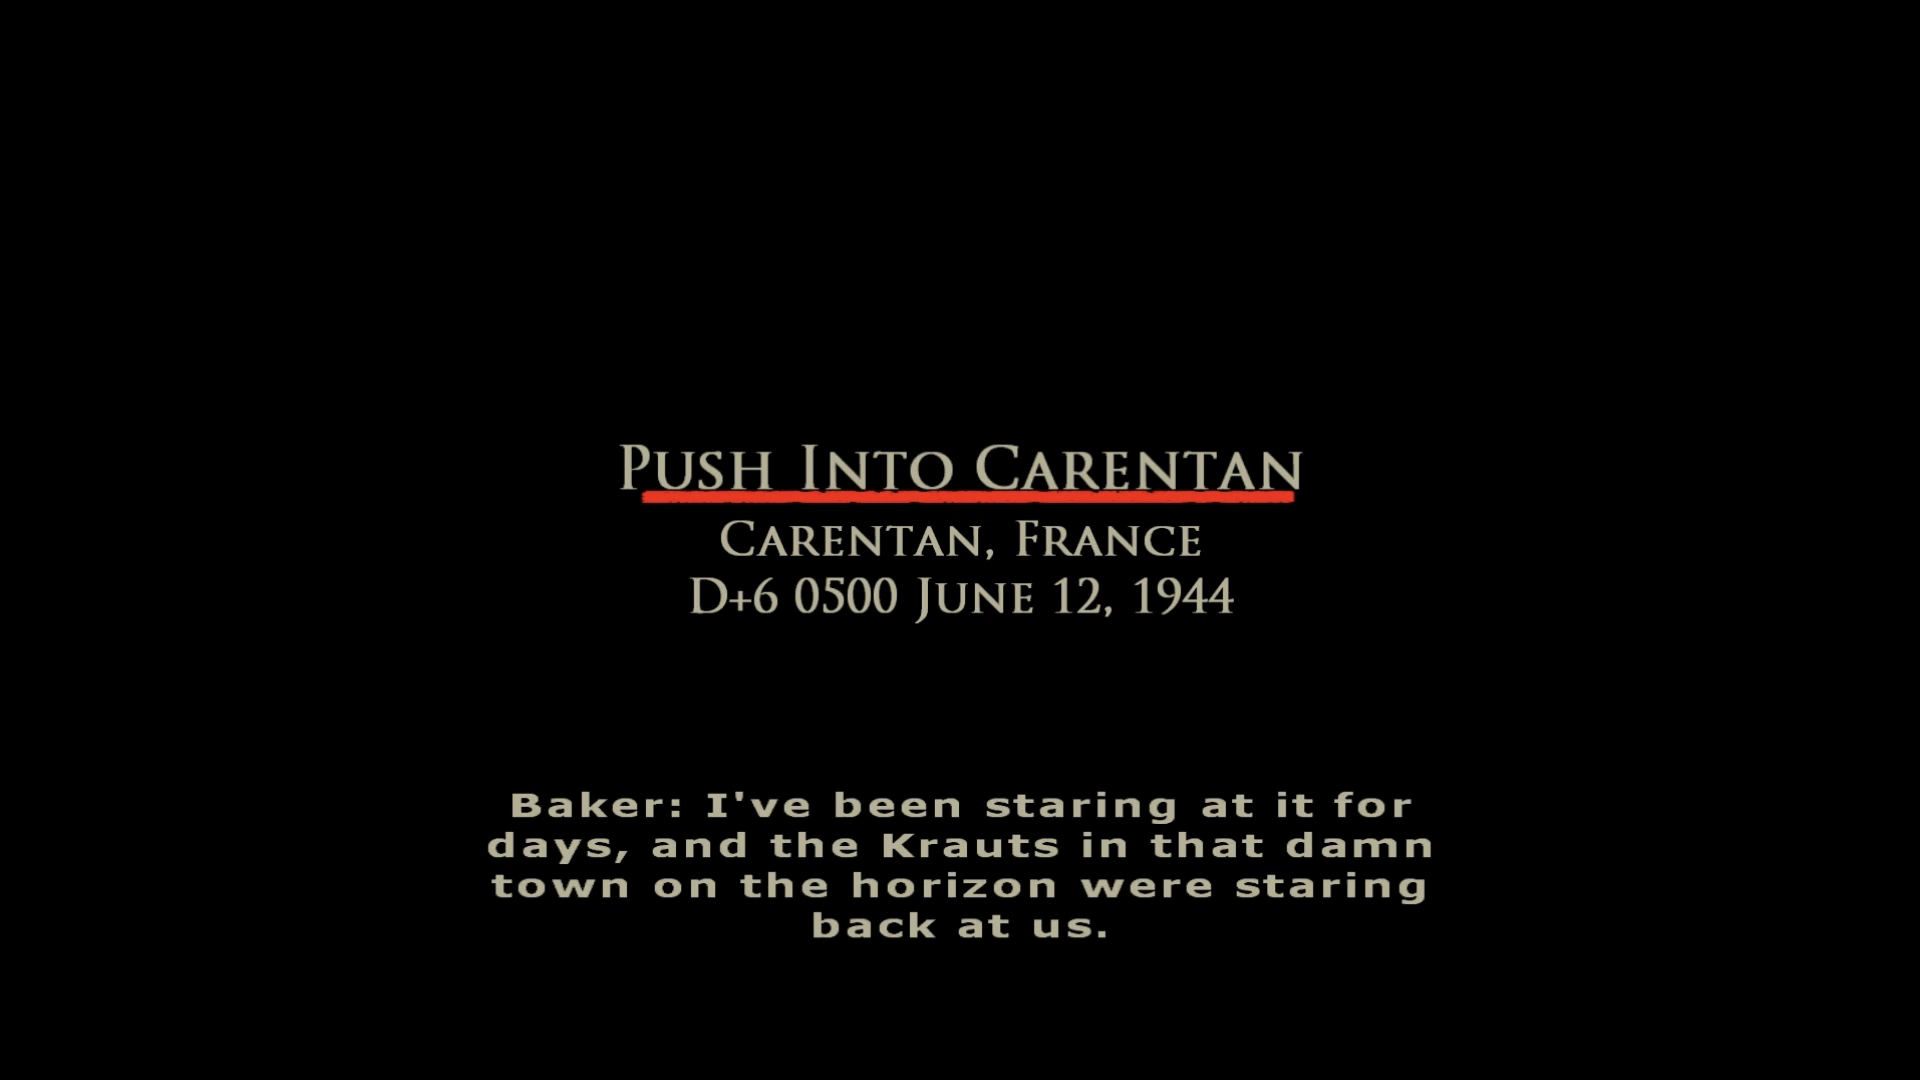 Push Into Carentan
Carentan, France
D+6 0500 June 12, 1944
Baker: I've been staring at it for
days, and the Krauts in that damn
town on the horizon were staring
back at us.